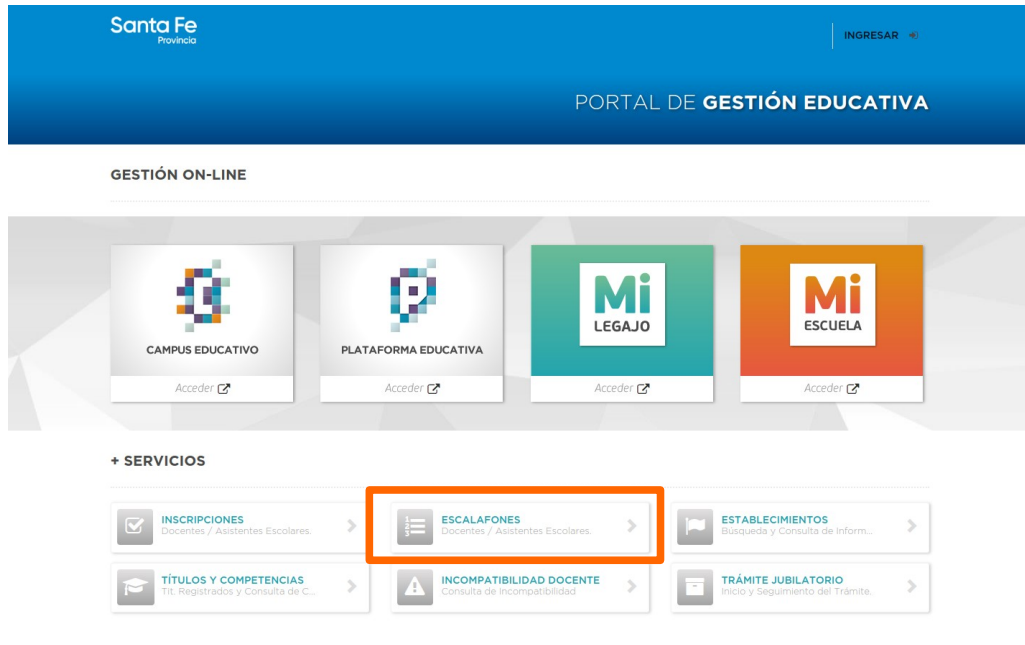 Santa Fe
Provincia
INGRESAR
PORTAL DE GESTIÓN EDUCATIVA
GESTIÓN ON-LINE
CAMPUS EDUCATIVO
Acceder
PLATAFORMA EDUCATIVA
Acceder
Mi
LEGAJO
Acceder
Mi
ESCUELA
Acceder
+ SERVICIOS
INSCRIPCIONES
Docentes / Asistentes Escolares.
ESCALAFONES
Docentes / Asistentes Escolares.
ESTABLECIMIENTOS
Búsqueda y Consulta de Inform...
TÍTULOS Y COMPETENCIAS
Tit. Registrados y Consulta de C...
INCOMPATIBILIDAD DOCENTE
Consulta de Incompatibilidad
TRÁMITE JUBILATORIO
Inicio y Seguimiento del Trámite.